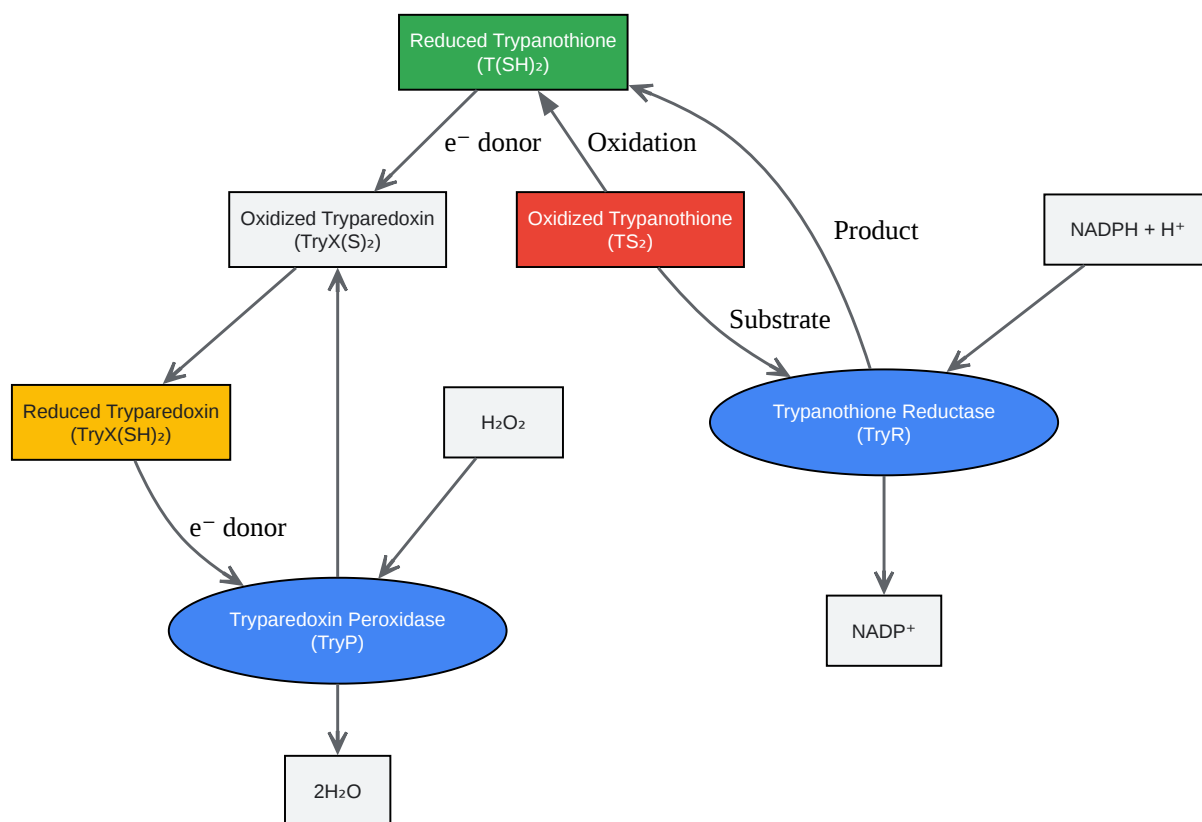 Reduced Trypanothione
(T(SH)₂)
e⁻ donor
Oxidation
Oxidized Tryparedoxin
(TryX(S)₂)
Oxidized Trypanothione
(TS₂)
Product
NADPH + H⁺
Substrate
Reduced Tryparedoxin
(TryX(SH)₂)
H₂O₂
Trypanothione Reductase
(TryR)
e⁻ donor
Tryparedoxin Peroxidase
(TryP)
NADP⁺
2H₂O